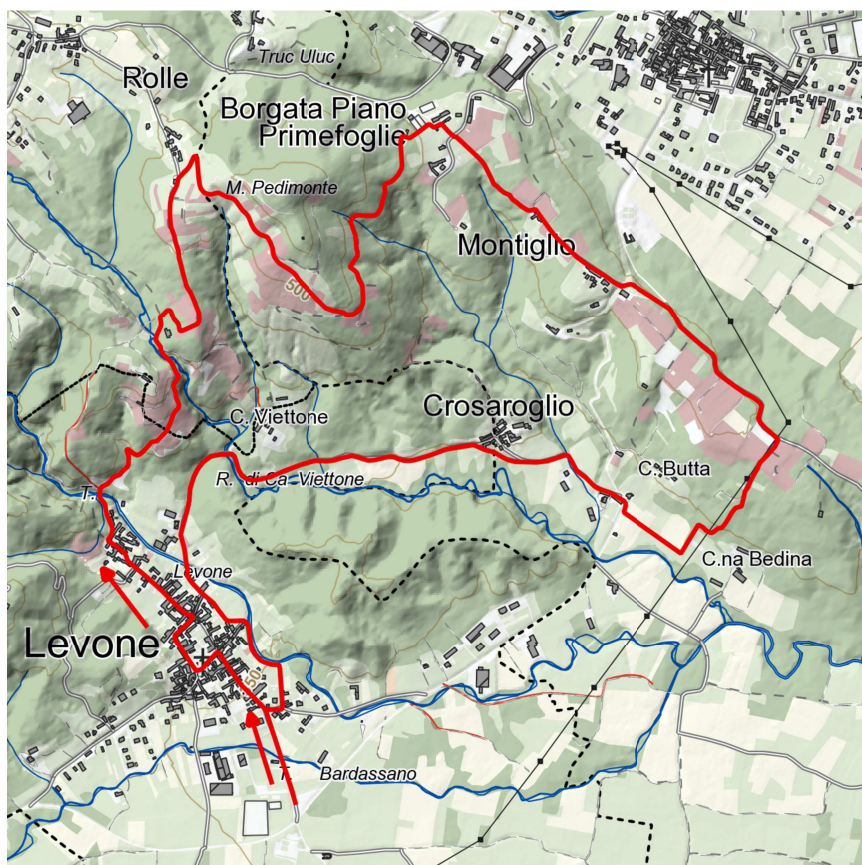 Truc Uluc
Rolle
Borgata Piano
Primefoglie
M. Pedimonte
Montiglio
500
Crosaroglio
C. Viettone
C. Butta
R. di Ca Viettone
T.
C.na Bedina
Levone
Levone
T. Bardassano